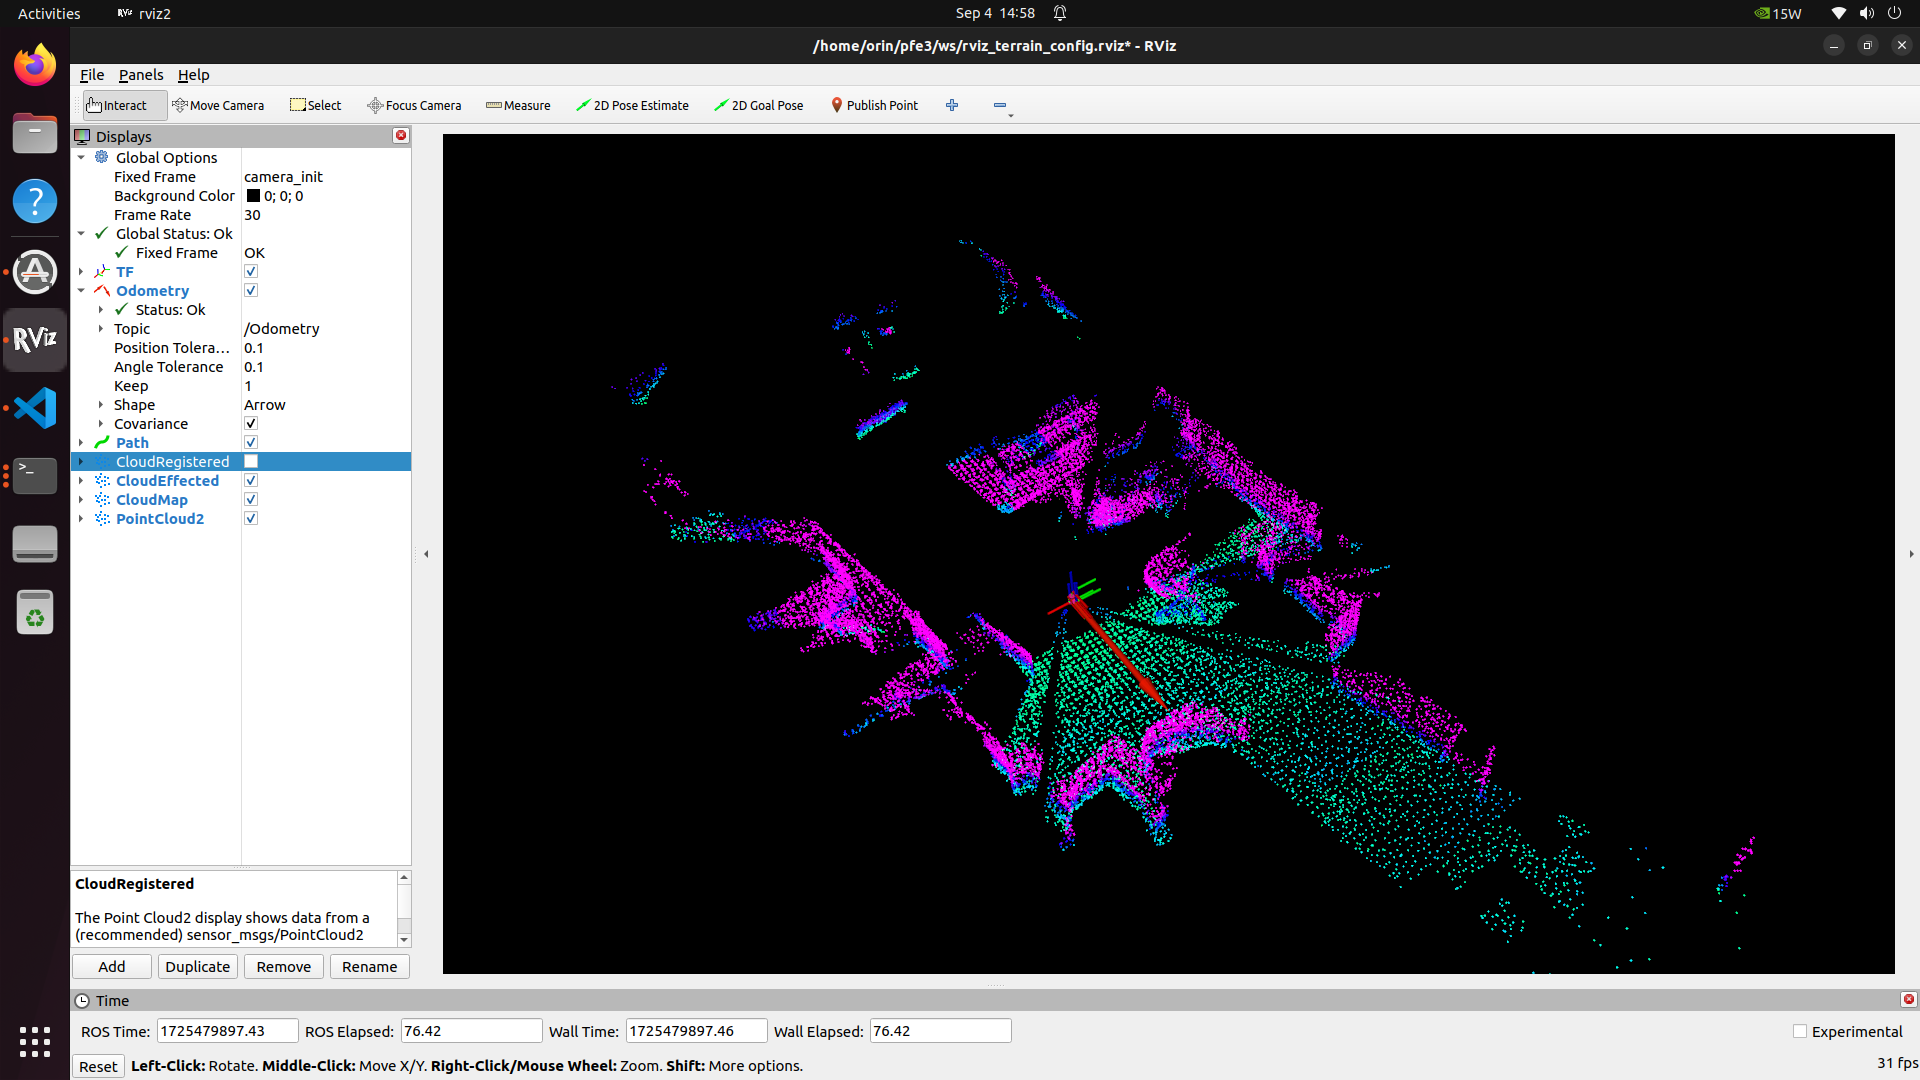 Activities
rviz2
Sep 4 14:58
15W
/home/orin/pfe3/ws/rviz_terrain_config.rviz* - RViz
File Panels Help
Interact Move Camera Select Focus Camera Measure 2D Pose Estimate 2D Goal Pose Publish Point
Displays
Global Options
Fixed Frame camera_init
Background Color 0; 0; 0
Frame Rate 30
Global Status: Ok
Fixed Frame OK
TF
Odometry
Status: Ok
Topic /Odometry
Position Tolera... 0.1
Angle Tolerance 0.1
Keep 1
Shape Arrow
Covariance
Path
CloudRegistered
CloudEffected
CloudMap
PointCloud2
RViz
CloudRegistered
The Point Cloud2 display shows data from a
(recommended) sensor_msgs/PointCloud2
Add Duplicate Remove Rename
Time
ROS Time: 1725479897.43 ROS Elapsed: 76.42 Wall Time: 1725479897.46 Wall Elapsed: 76.42 Experimental
Reset Left-Click: Rotate. Middle-Click: Move X/Y. Right-Click/Mouse Wheel: Zoom. Shift: More options. 31 fps